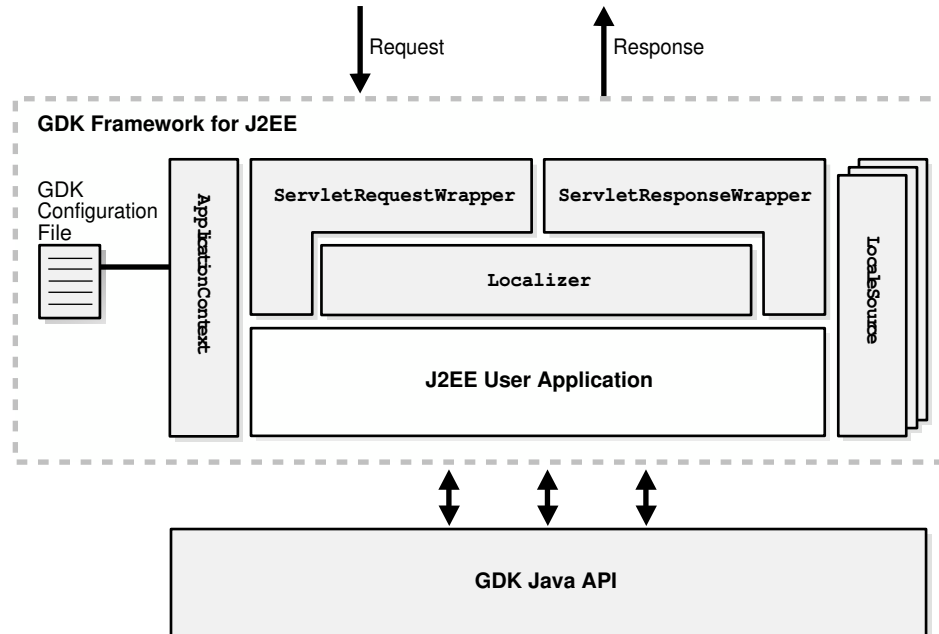 Request
Response
GDK Framework for J2EE
GDK
Configuration
File
ApplicationContext
ServletRequestWrapper
ServletResponseWrapper
Localizer
LocaleSource
J2EE User Application
GDK Java API